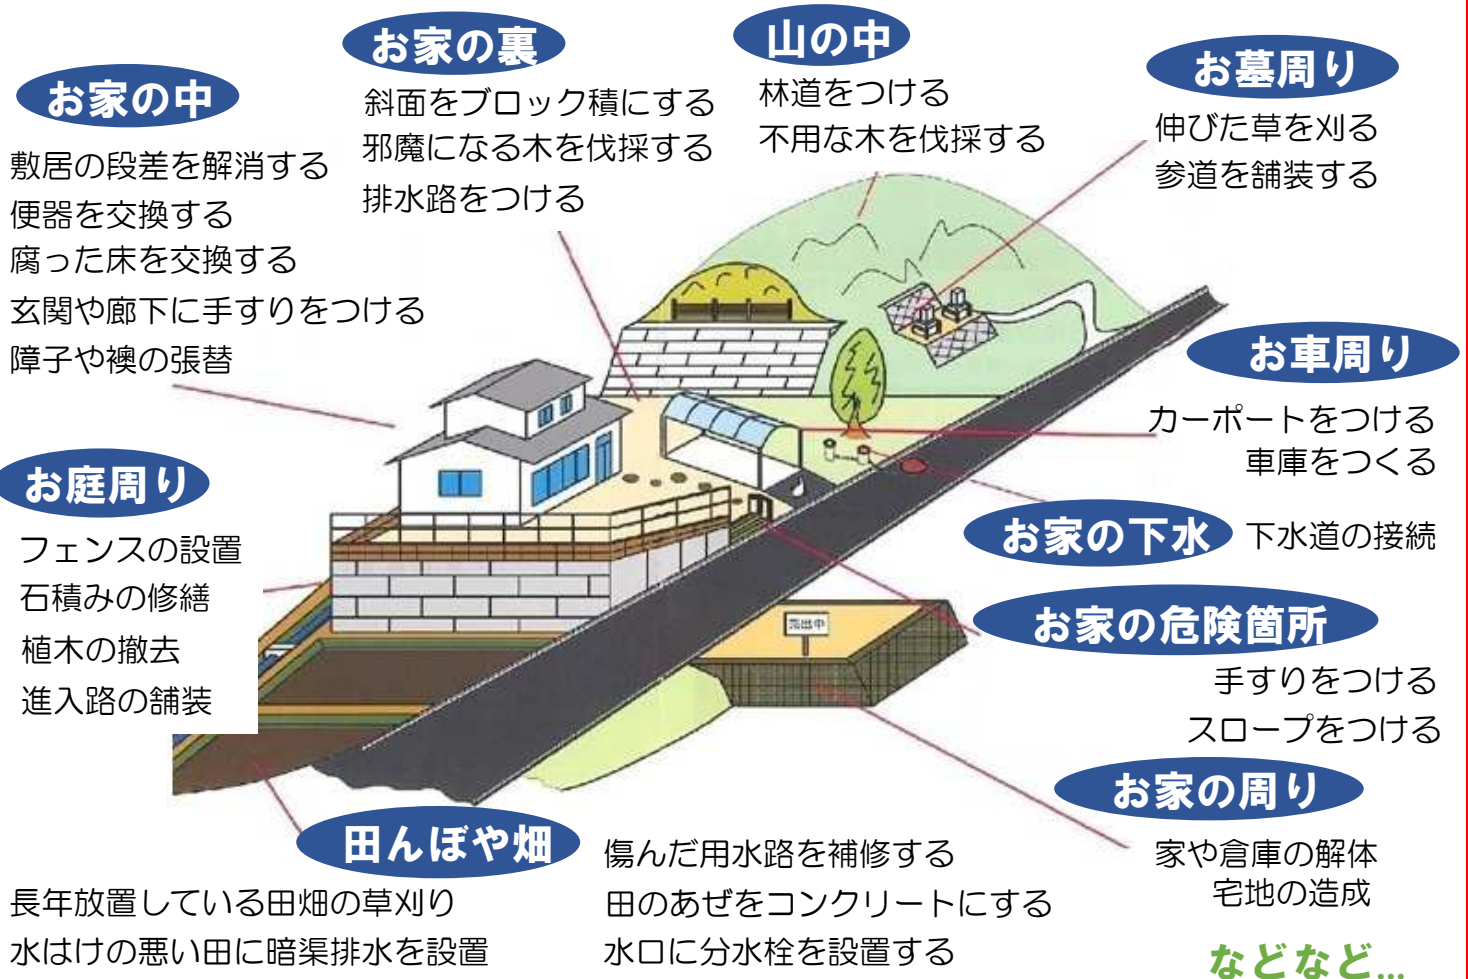 お家の中
敷居の段差を解消する
便器を交換する
腐った床を交換する
玄関や廊下に手すりをつける
障子や襖の張替
お家の裏
斜面をブロック積にする
邪魔になる木を伐採する
排水路をつける
山の中
林道をつける
不用な木を伐採する
お墓周り
伸びた草を刈る
参道を舗装する
お車周り
カーポートをつける
車庫をつくる
お庭周り
フェンスの設置
石積みの修繕
植木の撤去
進入路の舗装
お家の下水
下水道の接続
お家の危険箇所
手すりをつける
スロープをつける
売出中
お家の周り
家や倉庫の解体
宅地の造成
田んぼや畑
長年放置している田畑の草刈り
水はけの悪い田に暗渠排水を設置
傷んだ用水路を補修する
田のあぜをコンクリートにする
水口に分水栓を設置する
などなど...